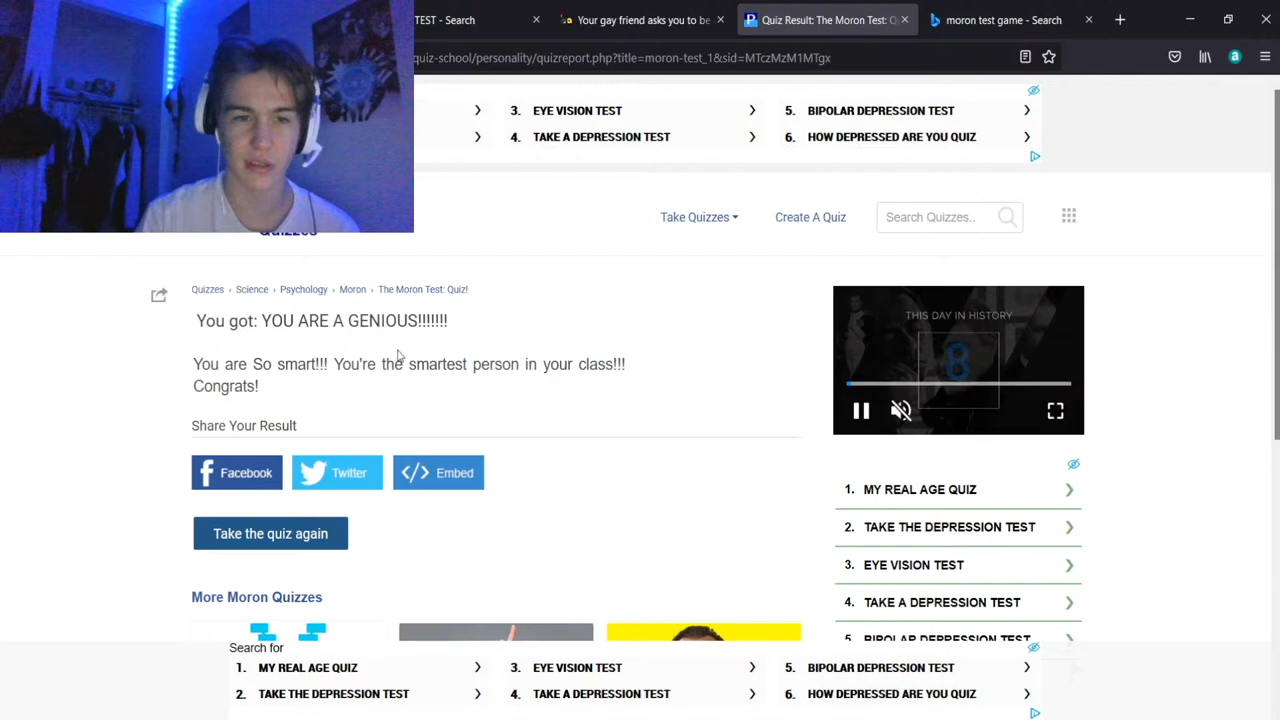 TEST - Search
Your gay friend asks you to be
Quiz Result: The Moron Test: Q
moron test game - Search
quiz-school/personality/quizreport.php?title=moron-test_1&sid=MTczMzM1MTgx
3. EYE VISION TEST
5. BIPOLAR DEPRESSION TEST
4. TAKE A DEPRESSION TEST
6. HOW DEPRESSED ARE YOU QUIZ
Quizzes
Take Quizzes
Create A Quiz
Search Quizzes..
Quizzes › Science › Psychology › Moron › The Moron Test: Quiz!
You got: YOU ARE A GENIOUS!!!!!!!
You are So smart!!! You're the smartest person in your class!!!
Congrats!
Share Your Result
Facebook
Twitter
Embed
Take the quiz again
More Moron Quizzes
THIS DAY IN HISTORY
8
1. MY REAL AGE QUIZ
2. TAKE THE DEPRESSION TEST
3. EYE VISION TEST
4. TAKE A DEPRESSION TEST
5. BIPOLAR DEPRESSION TEST
Search for
1. MY REAL AGE QUIZ
3. EYE VISION TEST
5. BIPOLAR DEPRESSION TEST
2. TAKE THE DEPRESSION TEST
4. TAKE A DEPRESSION TEST
6. HOW DEPRESSED ARE YOU QUIZ